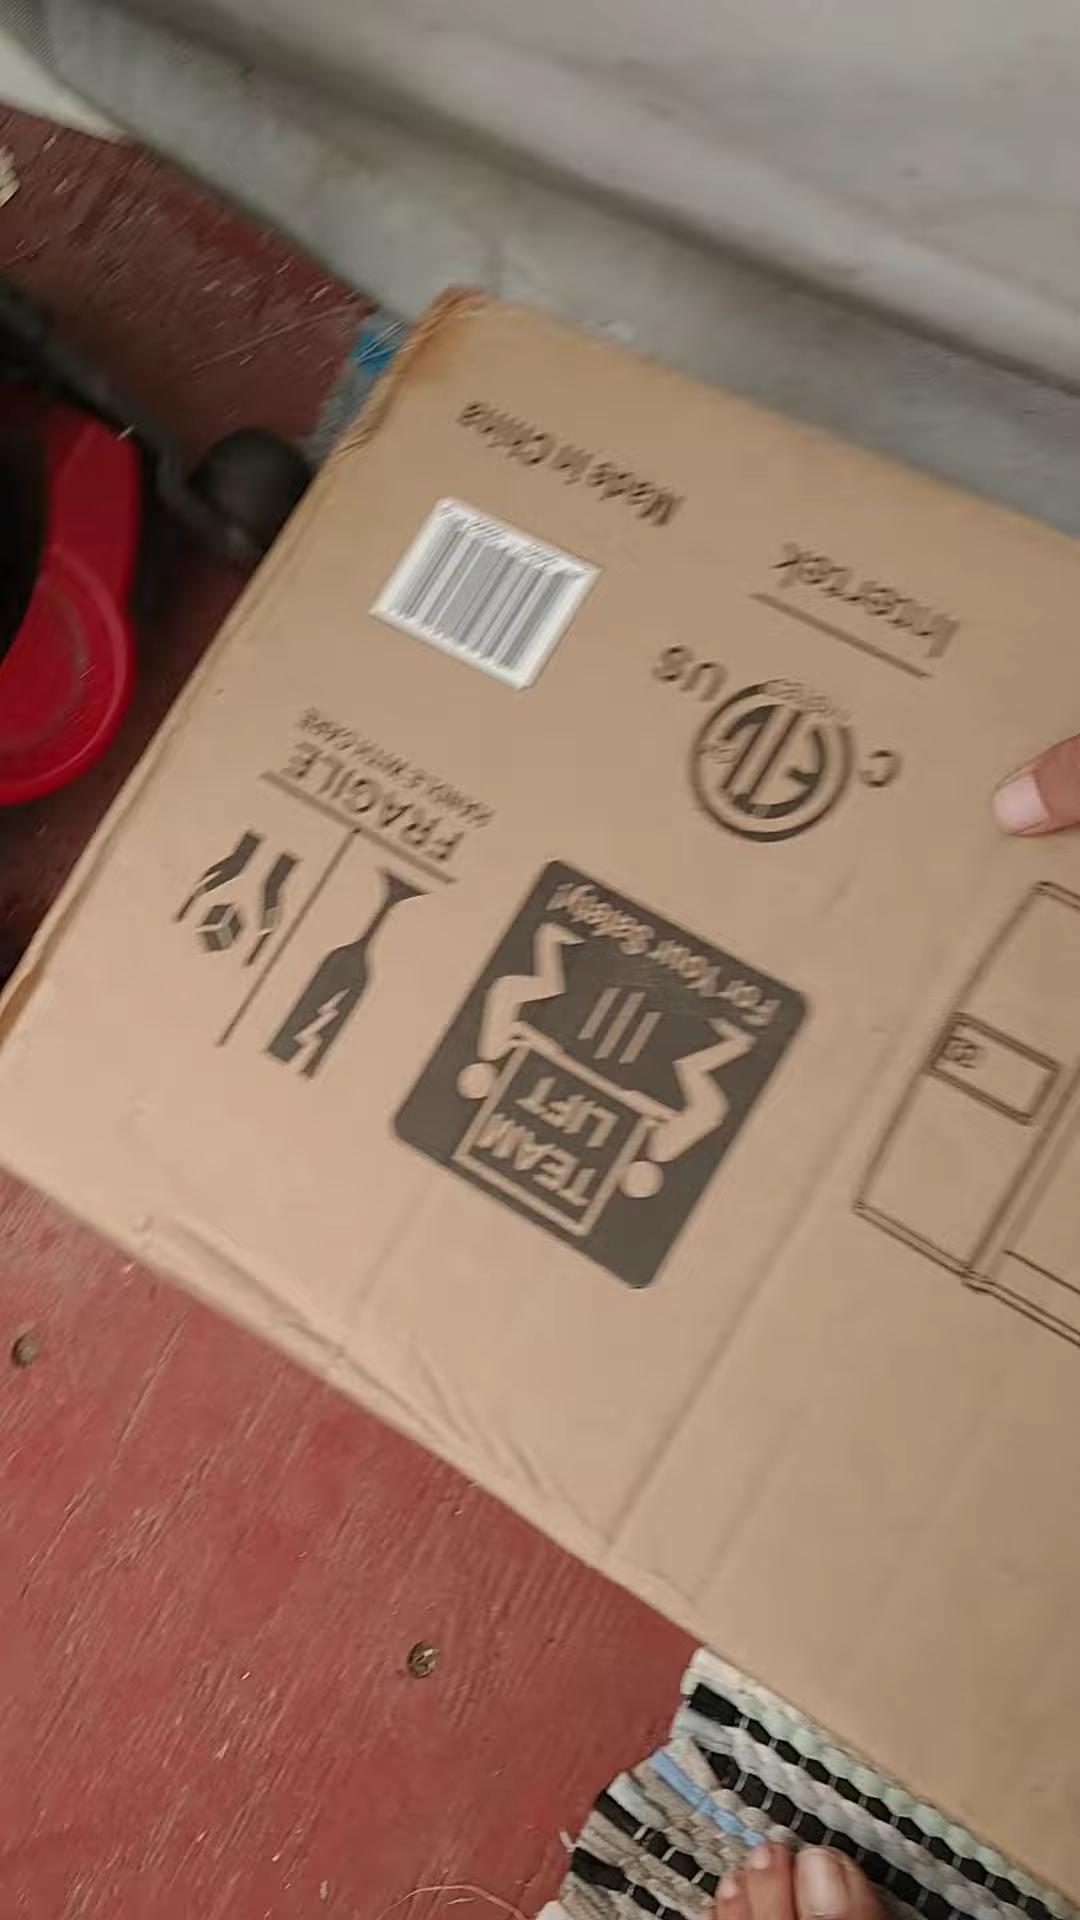 TEAM
LIFT
For Your Safety!
FRAGILE
HANDLE WITH CARE
C
US
Intertek
Made in China